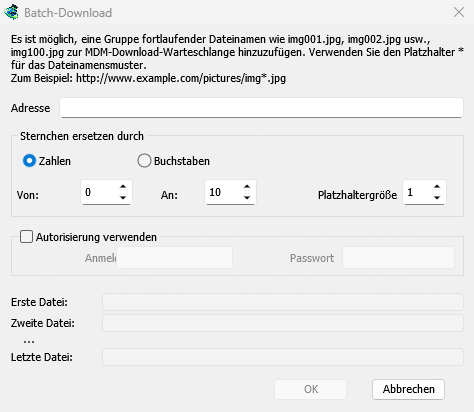 Batch-Download
Es ist möglich, eine Gruppe fortlaufender Dateinamen wie img001.jpg, img002.jpg usw.,
img100.jpg zur MDM-Download-Warteschlange hinzuzufügen. Verwenden Sie den Platzhalter *
für das Dateinamensmuster.
Zum Beispiel: http://www.example.com/pictures/img*.jpg
Adresse
Sternchen ersetzen durch
Zahlen Buchstaben
Von: 0 An: 10 Platzhaltergröße 1
Autorisierung verwenden
Anmel Passwort
Erste Datei:
Zweite Datei:
...
Letzte Datei:
OK Abbrechen